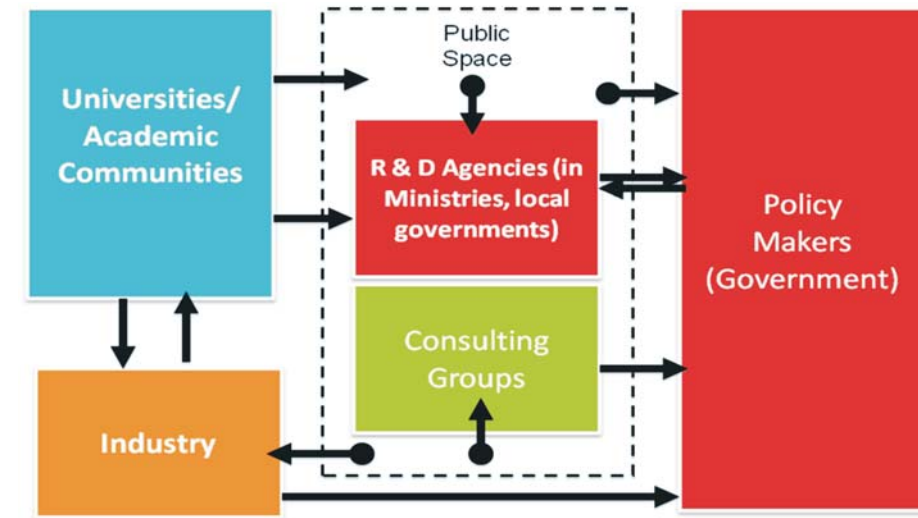 Universities/
Academic
Communities
Public
Space
R & D Agencies (in
Ministries, local
governments)
Policy
Makers
(Government)
Consulting
Groups
Industry